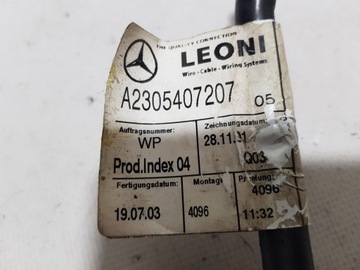 THE QUALITY CONNECTION
LEONI
Wire - Cable - Wiring Systems
A2305407207 05
Auftragsnummer: Zeichnungsdatum:
WP 28.11.
Prod.Index 04 Q03
Fertigungsdatum: Montage
19.07.03 4096 4096
11:32